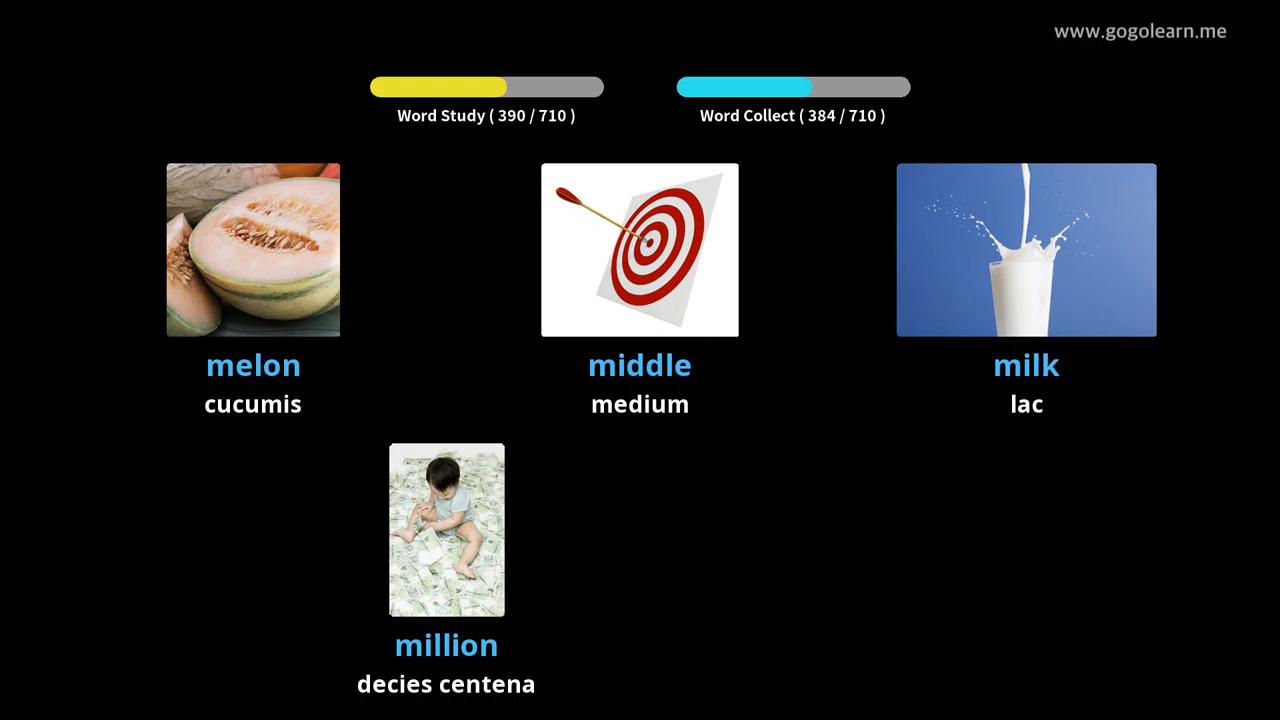 www.gogolearn.me
Word Study ( 390 / 710 )
Word Collect ( 384 / 710 )
melon
cucumis
middle
medium
milk
lac
million
decies centena